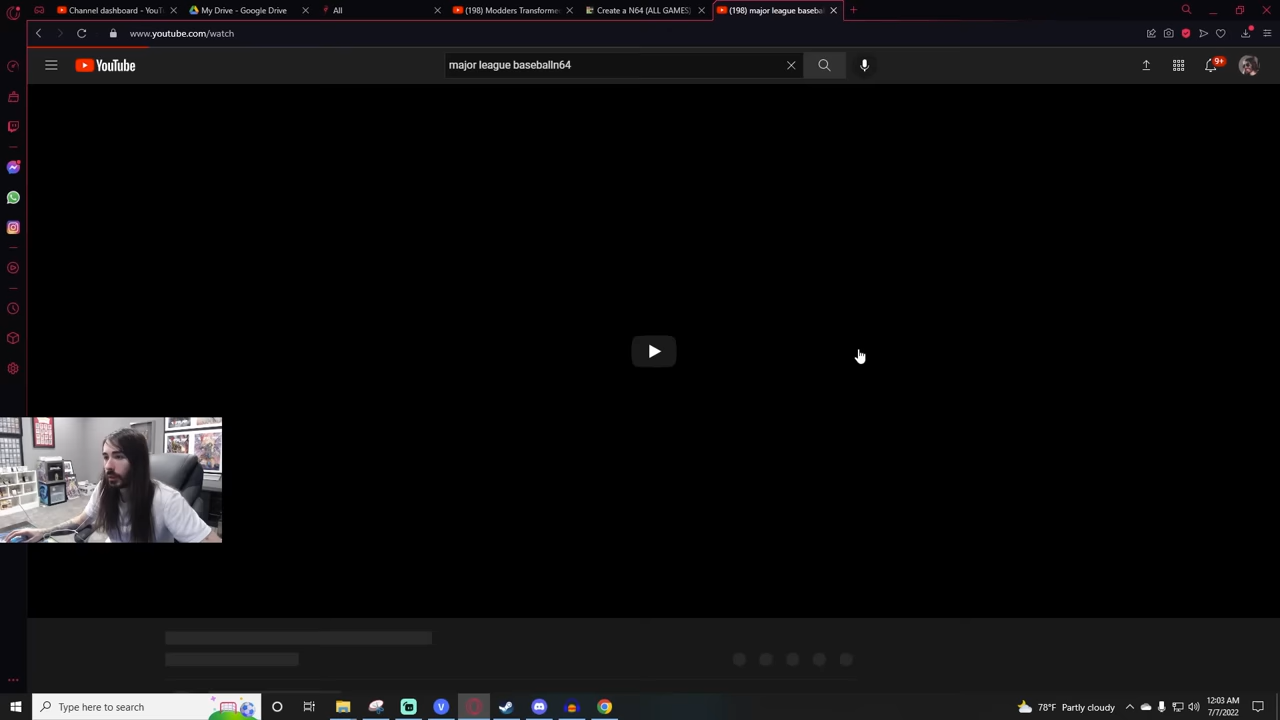 (198) Channel dashboard - YouT
My Drive - Google Drive
All
(198) Modders Transforme
Create a N64 (ALL GAMES)
(198) major league baseba
www.youtube.com/watch
YouTube
major league baseballn64
9+
Type here to search
78°F Partly cloudy
12:03 AM
7/7/2022